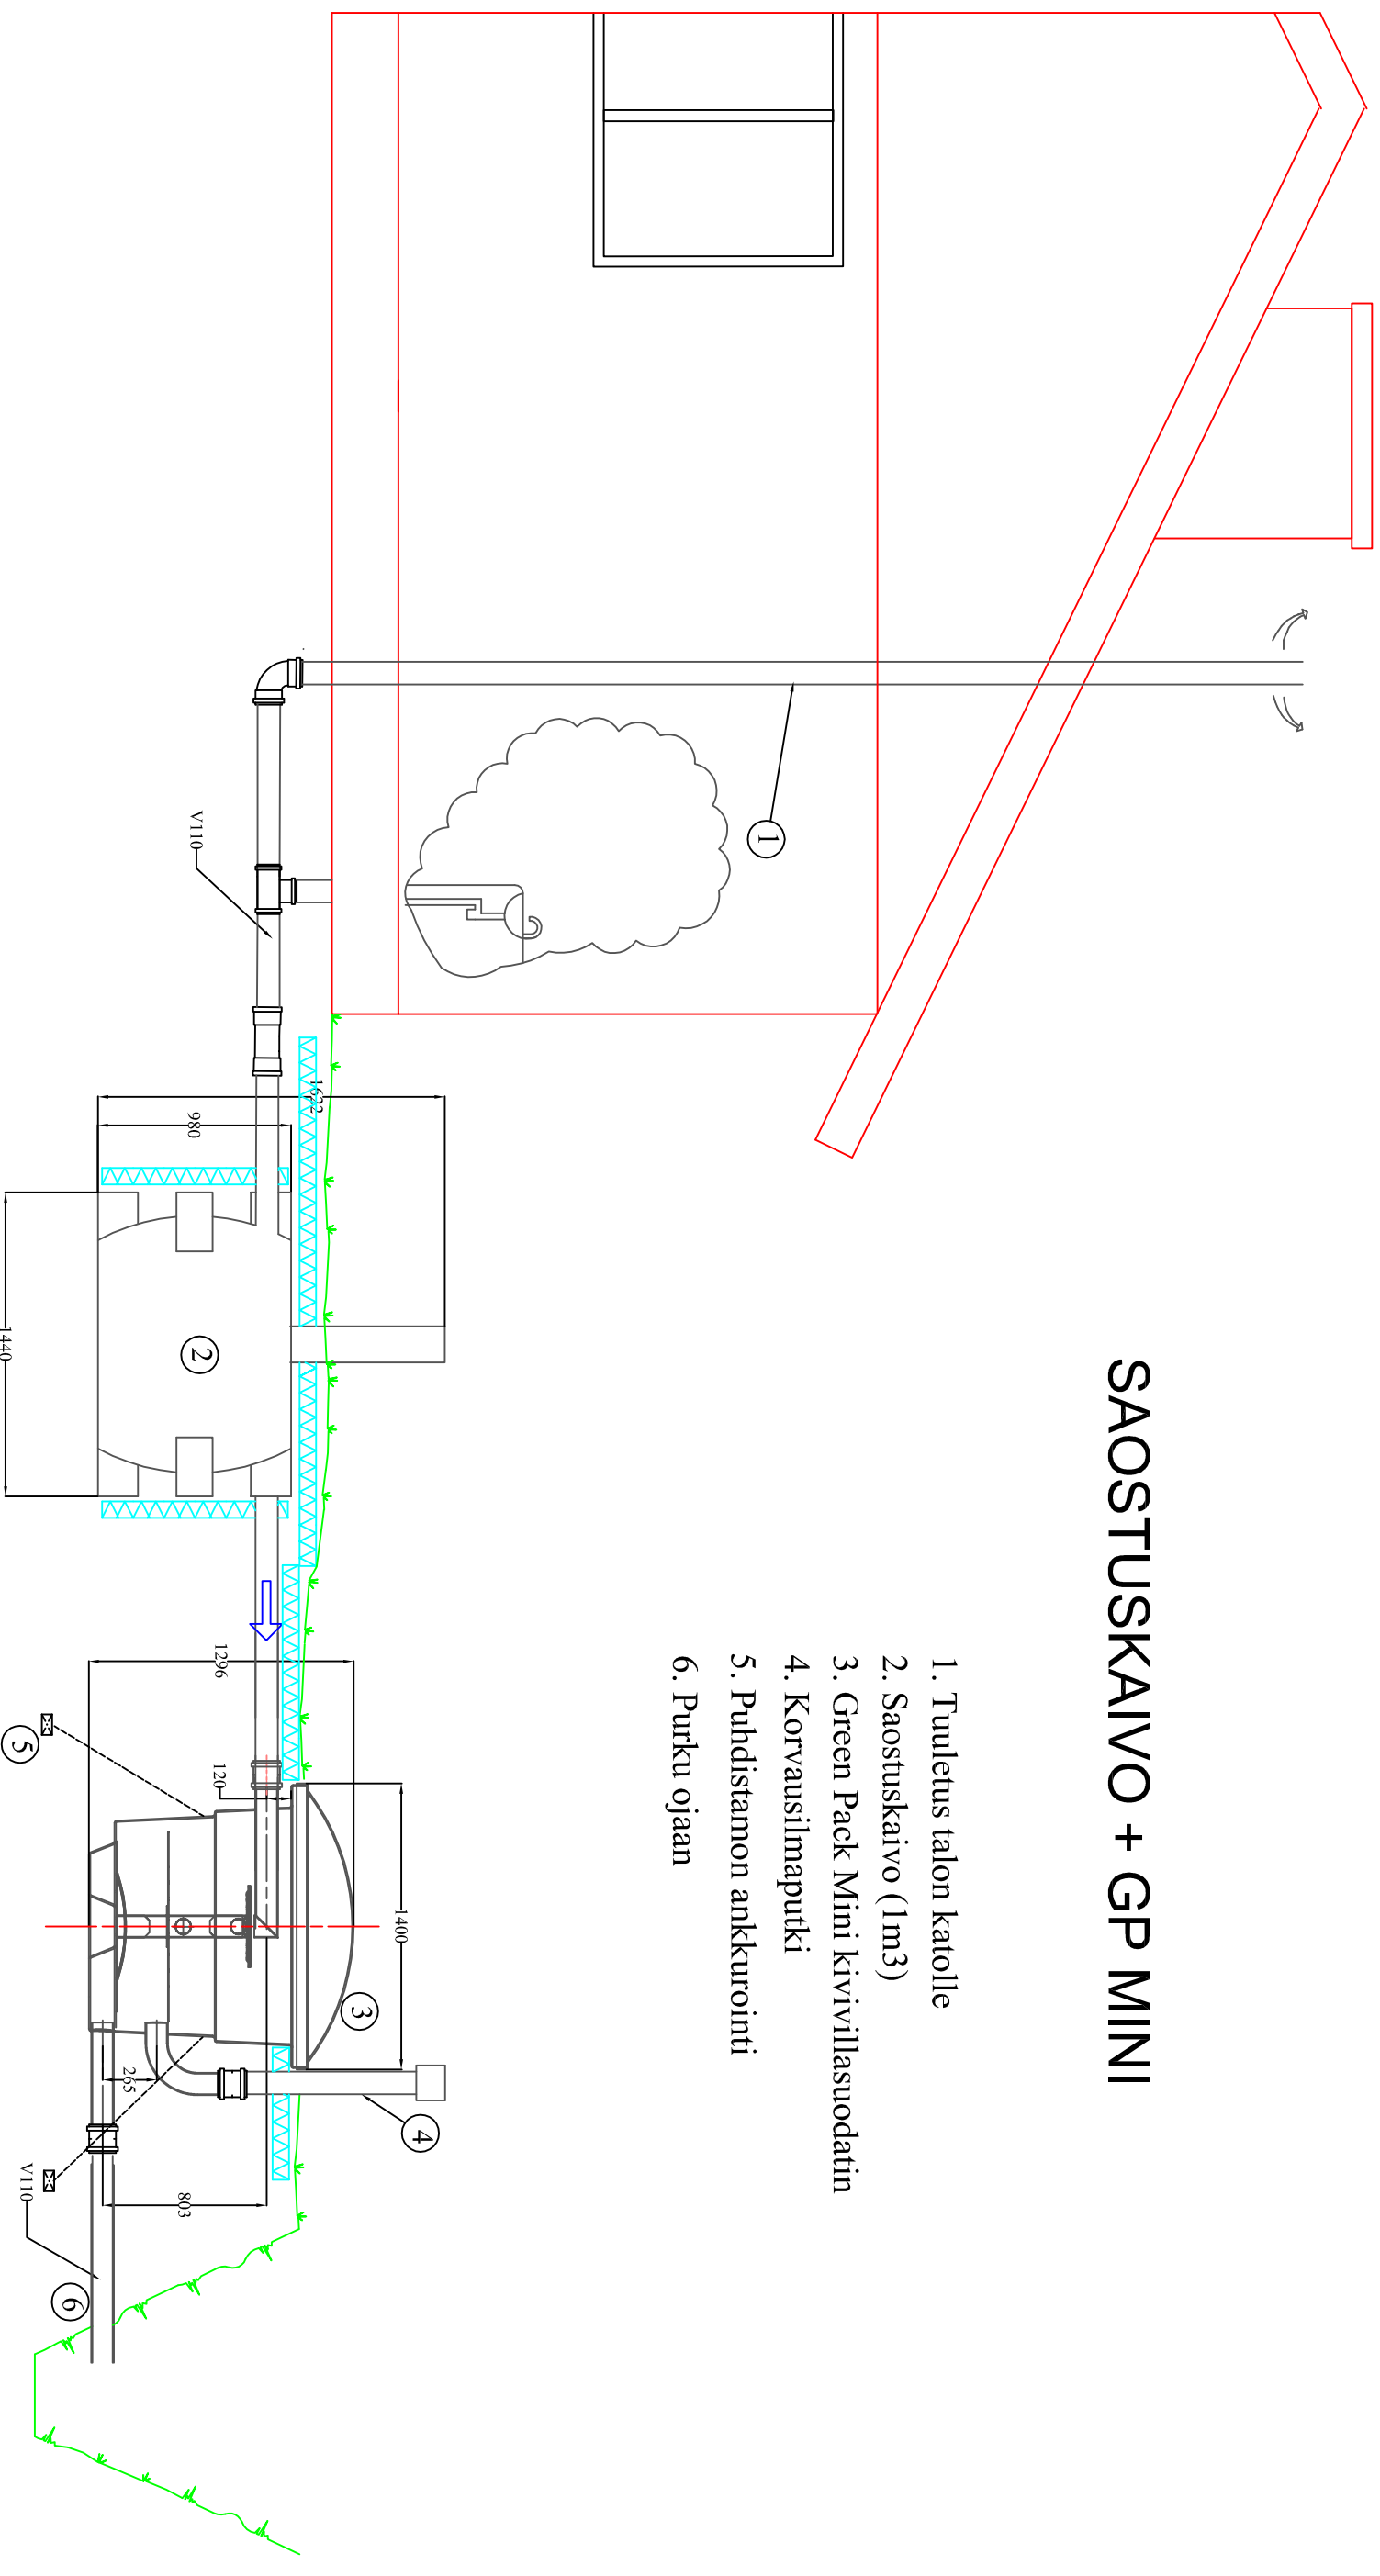 SAOSTUSKAIVO + GP MINI
1. Tuuletus talon katolle
2. Saostuskaivo (1m3)
3. Green Pack Mini kivivillasuodatin
4. Korvausilmaputki
5. Puhdistamon ankkurointi
6. Purku ojaan
1
V110
1622
980
1440
2
1296
120
1400
3
5
265
4
803
V110
6